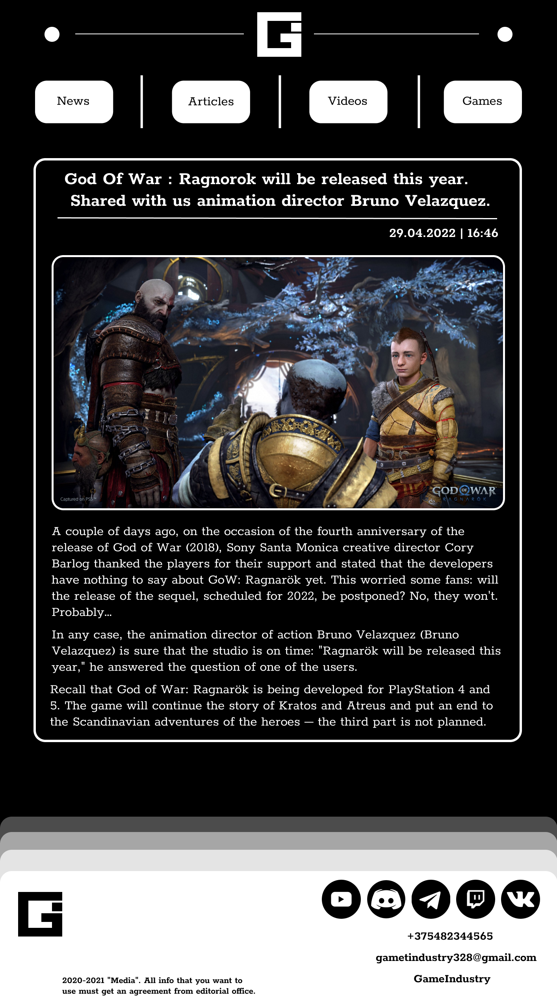 News
Articles
Videos
Games
God Of War : Ragnorok will be released this year.
Shared with us animation director Bruno Velazquez.
29.04.2022 | 16:46
Captured on PS5™
GOD OF WAR
RAGNARÖK
A couple of days ago, on the occasion of the fourth anniversary of the
release of God of War (2018), Sony Santa Monica creative director Cory
Barlog thanked the players for their support and stated that the developers
have nothing to say about GoW: Ragnarök yet. This worried some fans: will
the release of the sequel, scheduled for 2022, be postponed? No, they won't.
Probably...
In any case, the animation director of action Bruno Velazquez (Bruno
Velazquez) is sure that the studio is on time: "Ragnarök will be released this
year," he answered the question of one of the users.
Recall that God of War: Ragnarök is being developed for PlayStation 4 and
5. The game will continue the story of Kratos and Atreus and put an end to
the Scandinavian adventures of the heroes — the third part is not planned.
+375482344565
gametindustry328@gmail.com
GameIndustry
2020-2021 "Media". All info that you want to
use must get an agreement from editorial office.